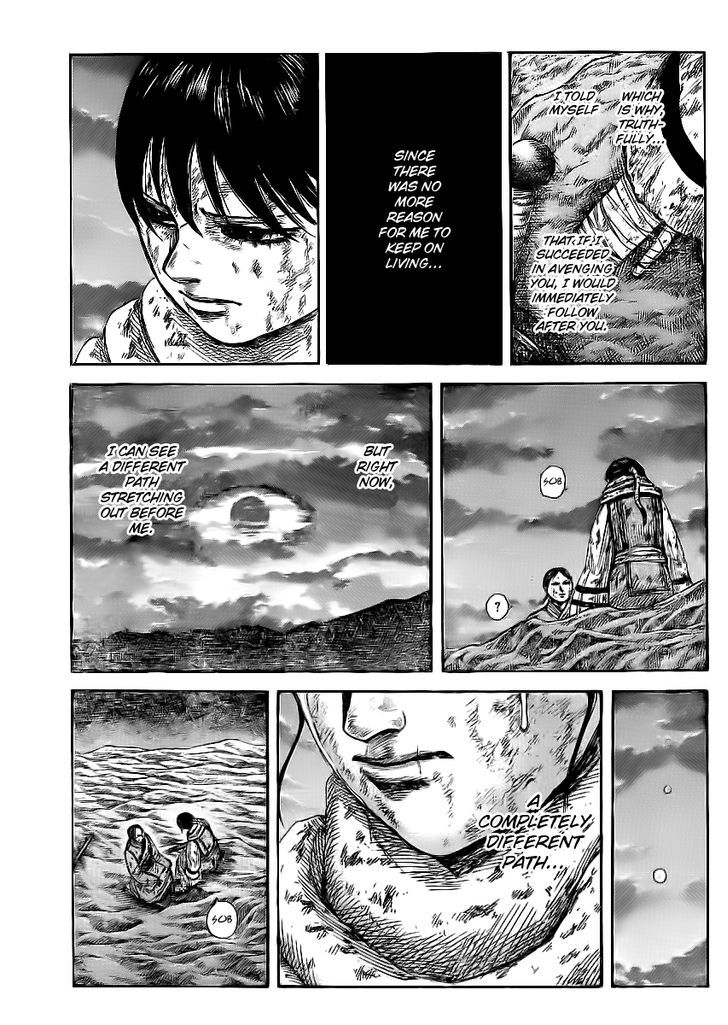 WHICH
IS WHY,
TRUTH-
FULLY...
I TOLD
MYSELF
THAT IF I
SUCCEEDED
IN AVENGING
YOU, I WOULD
IMMEDIATELY
FOLLOW
AFTER YOU.
SINCE
THERE
WAS NO
MORE
REASON
FOR ME TO
KEEP ON
LIVING...
SOB
?
BUT
RIGHT
NOW,
I CAN SEE
A DIFFERENT
PATH
STRETCHING
OUT BEFORE
ME.
A
COMPLETELY
DIFFERENT
PATH...
SOB